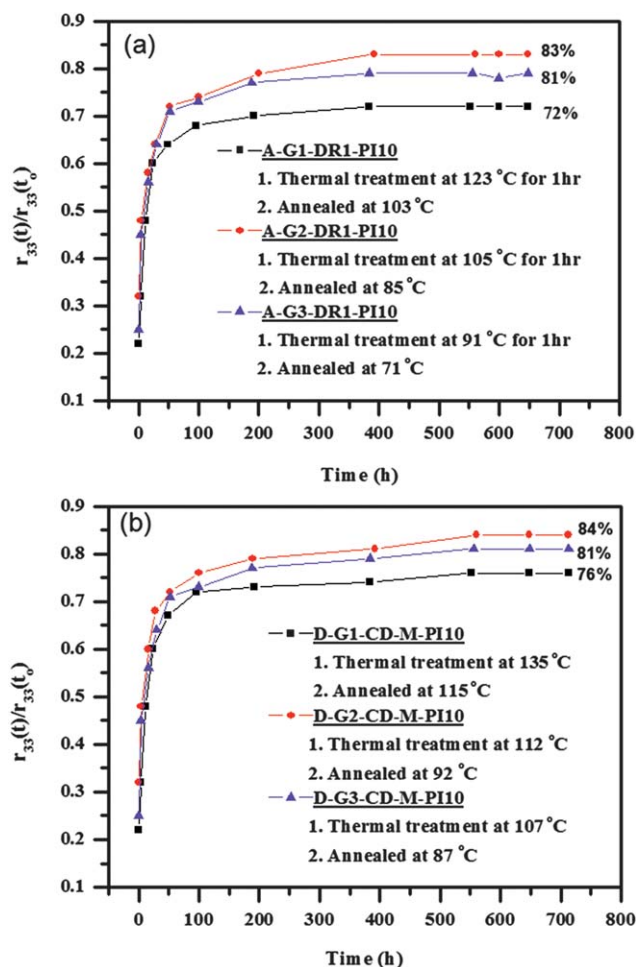 (a)
0.9
0.8
0.7
0.6
0.5
0.4
0.3
0.2
0.1
r33(t)/r33(to)
83%
81%
72%
A-G1-DR1-PI10
1. Thermal treatment at 123 °C for 1hr
2. Annealed at 103 °C
A-G2-DR1-PI10
1. Thermal treatment at 105 °C for 1hr
2. Annealed at 85 °C
A-G3-DR1-PI10
1. Thermal treatment at 91 °C for 1hr
2. Annealed at 71 °C
0 100 200 300 400 500 600 700 800
Time (h)
(b)
0.9
0.8
0.7
0.6
0.5
0.4
0.3
0.2
0.1
r33(t)/r33(to)
84%
81%
76%
D-G1-CD-M-PI10
1. Thermal treatment at 135 °C
2. Annealed at 115 °C
D-G2-CD-M-PI10
1. Thermal treatment at 112 °C
2. Annealed at 92 °C
D-G3-CD-M-PI10
1. Thermal treatment at 107 °C
2. Annealed at 87 °C
0 100 200 300 400 500 600 700 800
Time (h)